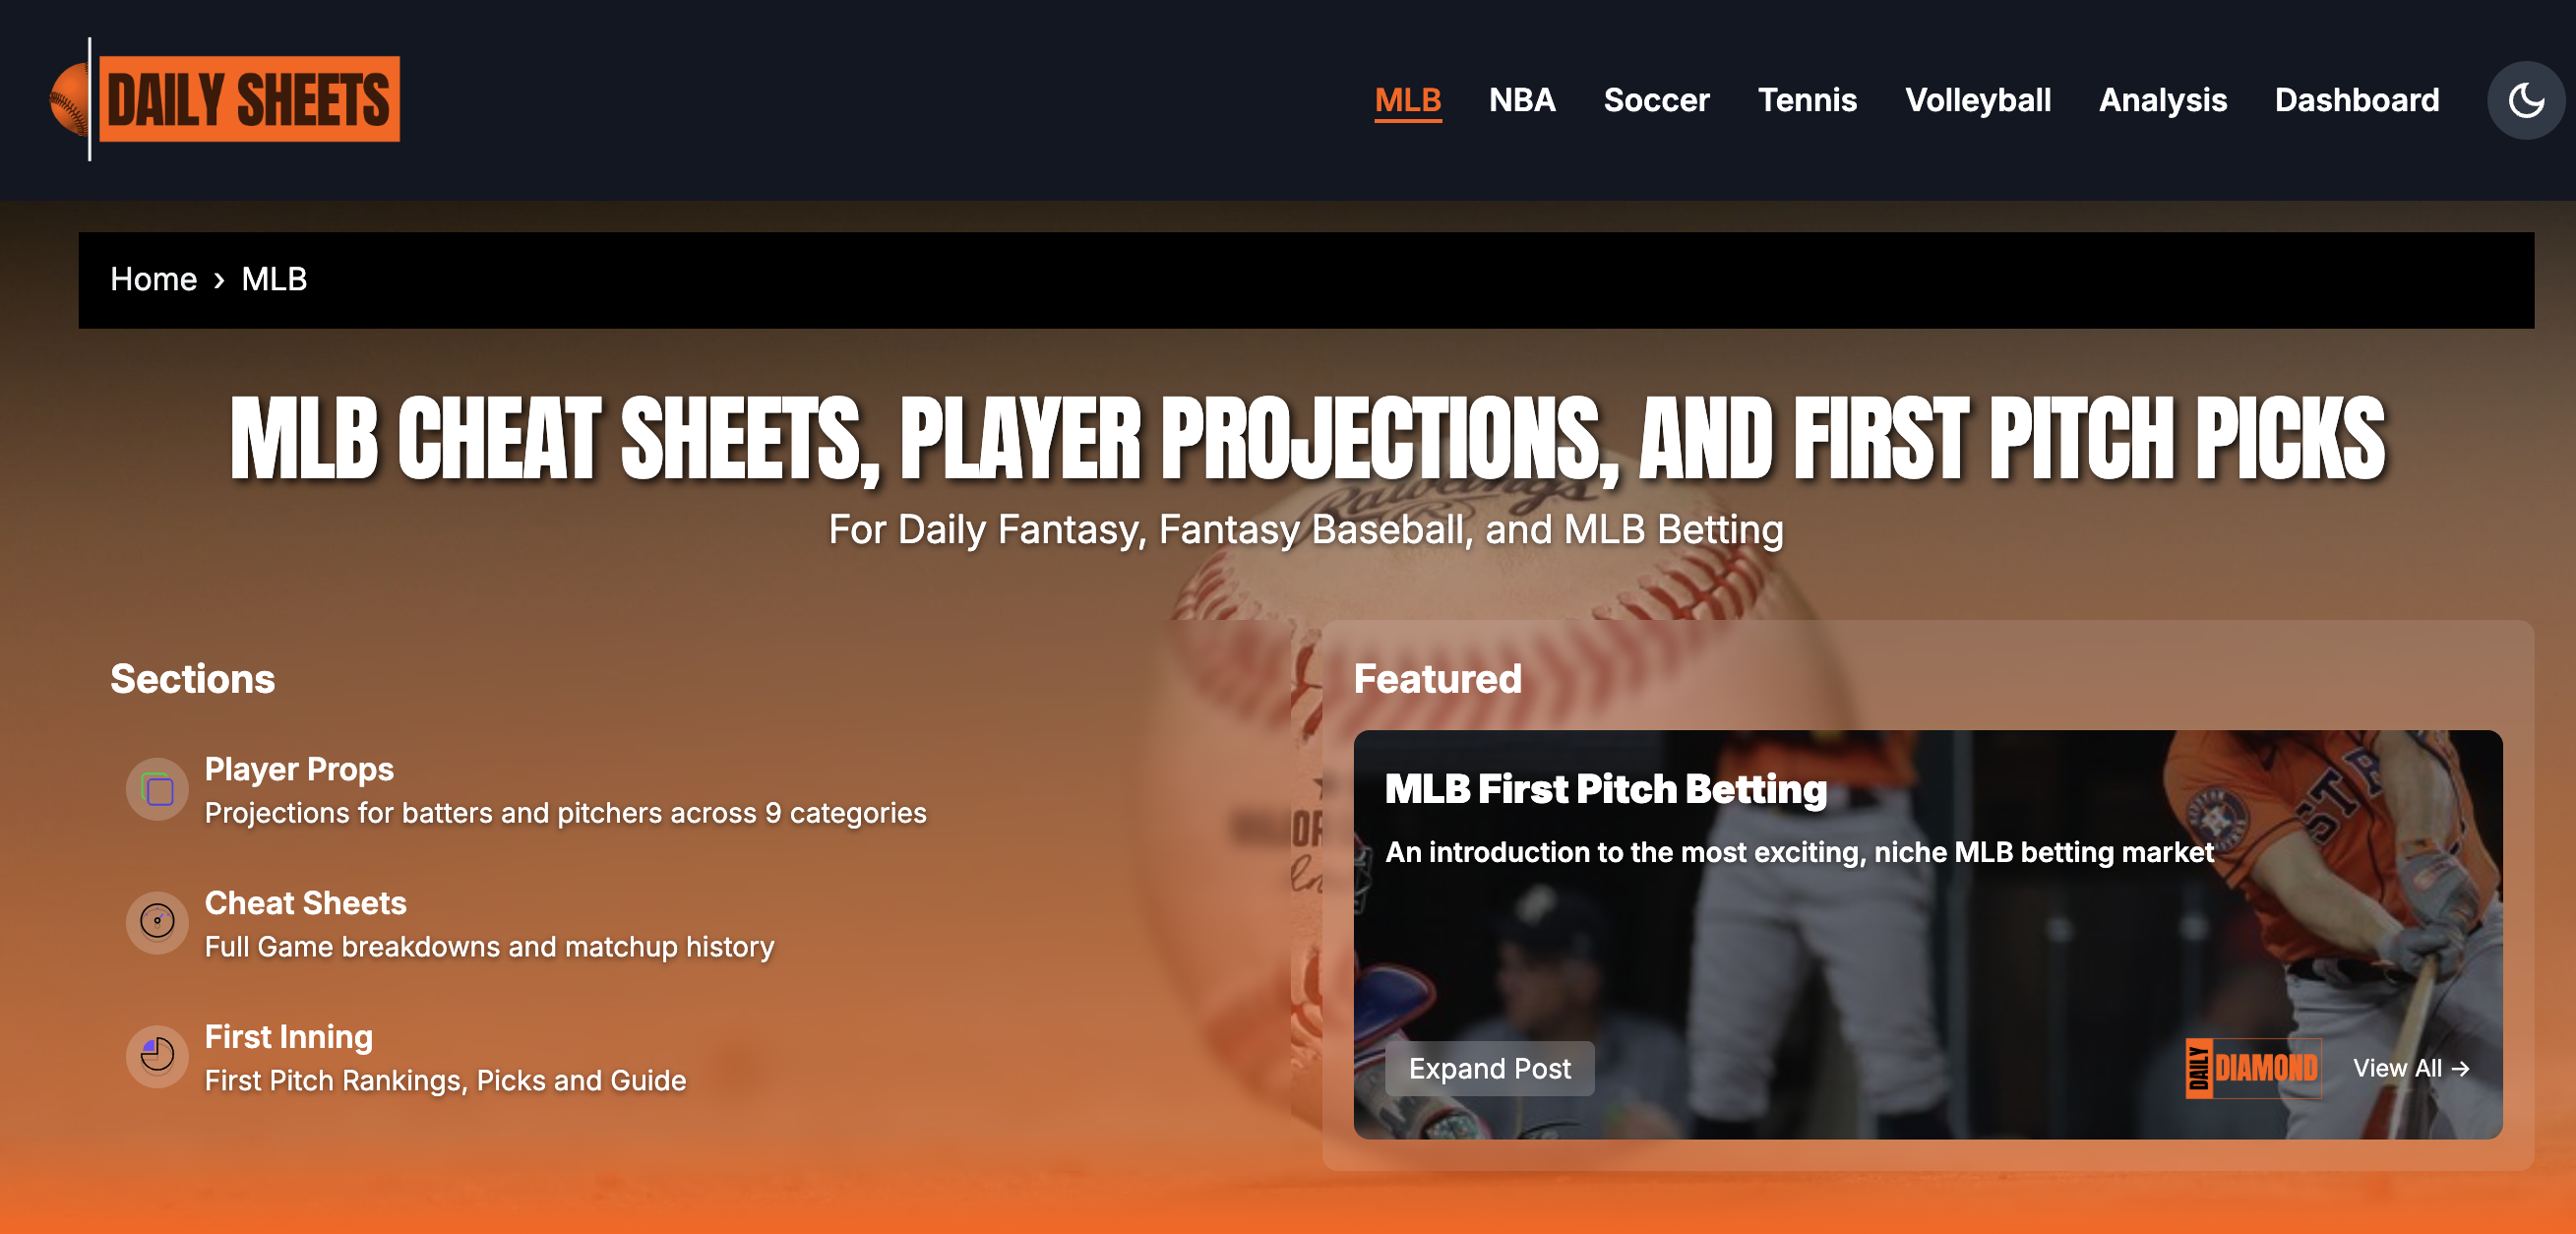 DAILY SHEETS
MLB NBA Soccer Tennis Volleyball Analysis Dashboard
Home › MLB
MLB CHEAT SHEETS, PLAYER PROJECTIONS, AND FIRST PITCH PICKS
Rawlings
For Daily Fantasy, Fantasy Baseball, and MLB Betting
Sections
Player Props
Projections for batters and pitchers across 9 categories
Cheat Sheets
Full Game breakdowns and matchup history
First Inning
First Pitch Rankings, Picks and Guide
Featured
MLB First Pitch Betting
An introduction to the most exciting, niche MLB betting market
Expand Post
DAILY DIAMOND
View All →